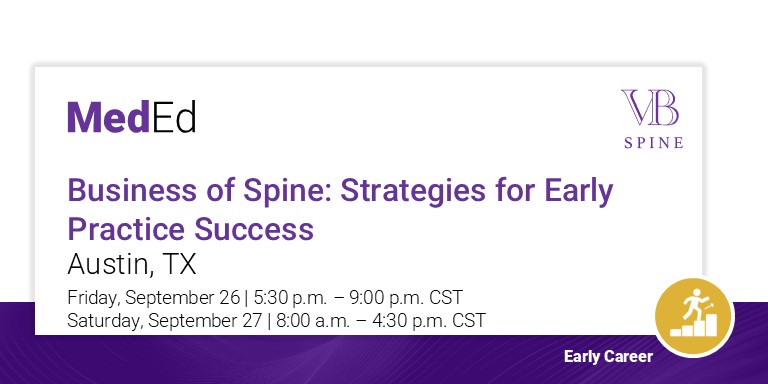 MedEd
VB
SPINE
Business of Spine: Strategies for Early
Practice Success
Austin, TX
Friday, September 26 | 5:30 p.m. – 9:00 p.m. CST
Saturday, September 27 | 8:00 a.m. – 4:30 p.m. CST
Early Career